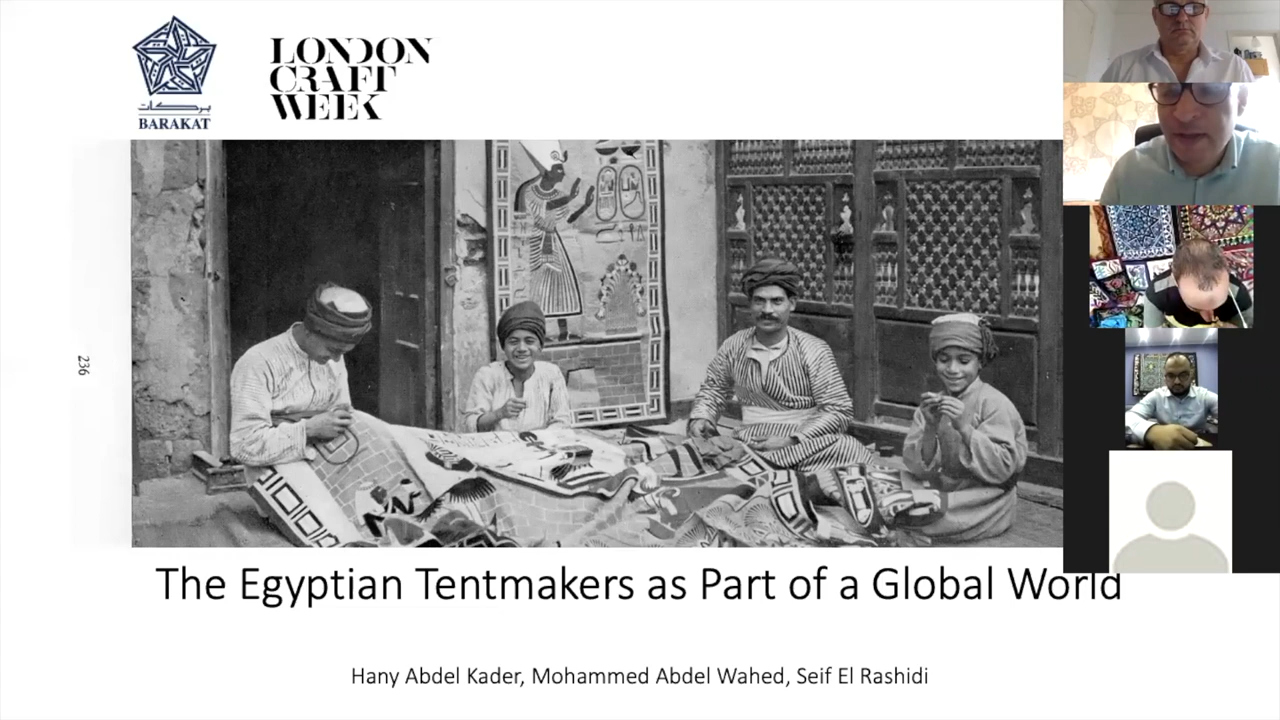 بركات
BARAKAT
LONDON
CRAFT
WEEK
236
The Egyptian Tentmakers as Part of a Global World
Hany Abdel Kader, Mohammed Abdel Wahed, Seif El Rashidi